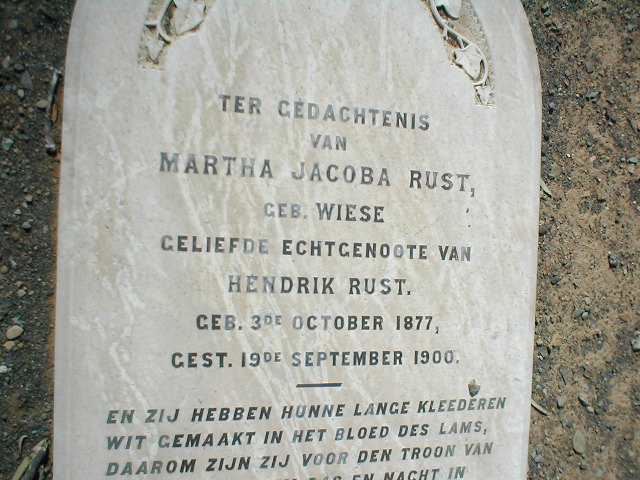 TER GEDACHTENIS
VAN
MARTHA JACOBA RUST,
GEB. WIESE
GELIEFDE ECHTGENOOTE VAN
HENDRIK RUST.
GEB. 3DE OCTOBER 1877,
GEST. 19DE SEPTEMBER 1900.
EN ZIJ HEBBEN HUNNE LANGE KLEEDEREN
WIT GEMAAKT IN HET BLOED DES LAMS,
DAAROM ZIJN ZIJ VOOR DEN TROON VAN
EN NACHT IN